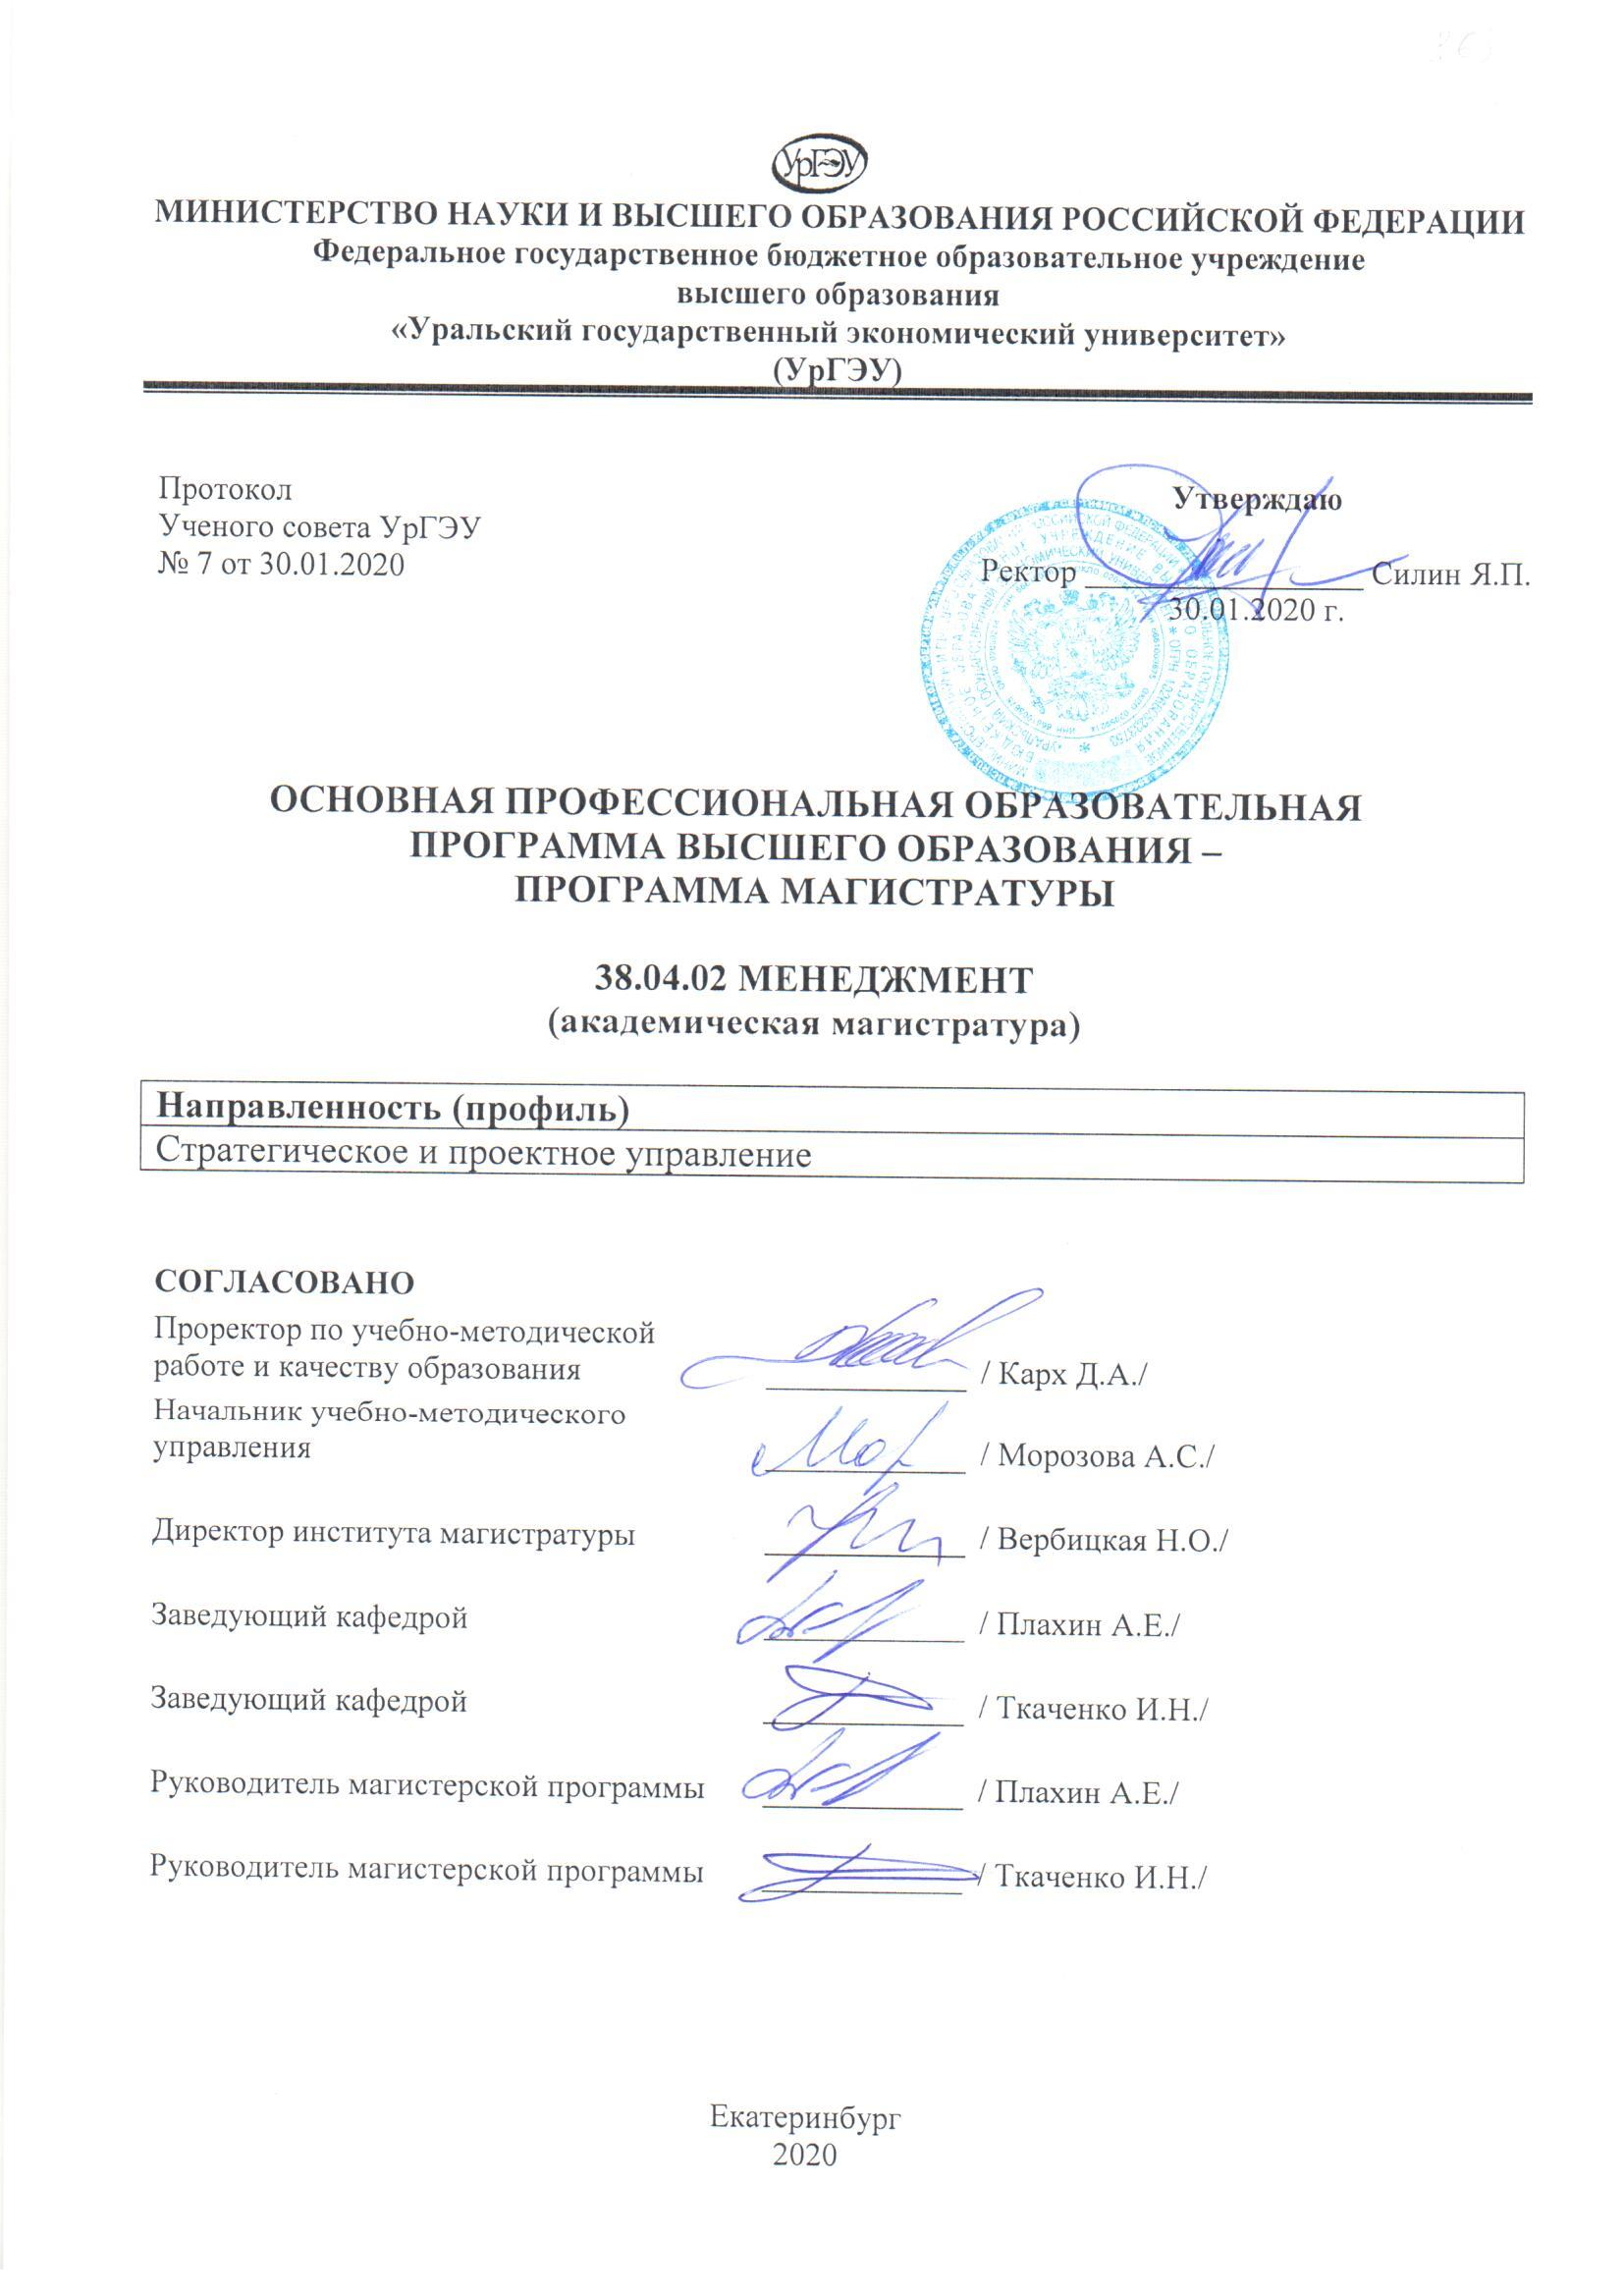 УрГЭУ
МИНИСТЕРСТВО НАУКИ И ВЫСШЕГО ОБРАЗОВАНИЯ РОССИЙСКОЙ ФЕДЕРАЦИИ
Федеральное государственное бюджетное образовательное учреждение
высшего образования
«Уральский государственный экономический университет»
(УрГЭУ)
Протокол
Ученого совета УрГЭУ
№ 7 от 30.01.2020
Утверждаю
Ректор Силин Я.П.
30.01.2020 г.
ОСНОВНАЯ ПРОФЕССИОНАЛЬНАЯ ОБРАЗОВАТЕЛЬНАЯ
ПРОГРАММА ВЫСШЕГО ОБРАЗОВАНИЯ –
ПРОГРАММА МАГИСТРАТУРЫ
38.04.02 МЕНЕДЖМЕНТ
(академическая магистратура)
Направленность (профиль)
Стратегическое и проектное управление
СОГЛАСОВАНО
Проректор по учебно-методической
работе и качеству образования / Карх Д.А./
Начальник учебно-методического
управления / Морозова А.С./
Директор института магистратуры / Вербицкая Н.О./
Заведующий кафедрой / Плахин А.Е./
Заведующий кафедрой / Ткаченко И.Н./
Руководитель магистерской программы / Плахин А.Е./
Руководитель магистерской программы / Ткаченко И.Н./
Екатеринбург
2020